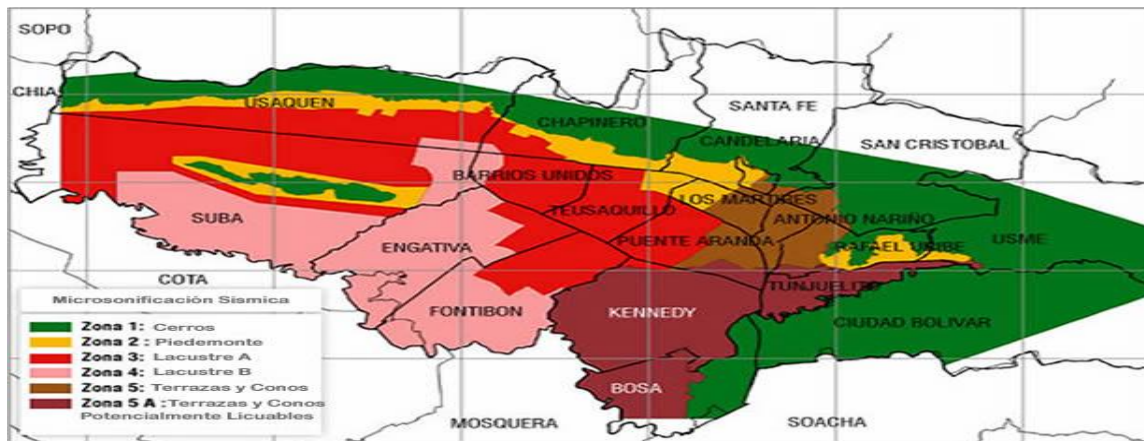 SOPO
CHIA
USAQUEN
SANTA FE
CHAPINERO
CANDELARIA
SAN CRISTOBAL
BARRIOS UNIDOS
LOS MARTIRES
SUBA
TEUSAQUILLO
ANTONIO NARIÑO
ENGATIVA
PUENTE ARANDA
RAFAEL URIBE
USME
COTA
TUNJUELITO
FONTIBON
KENNEDY
CIUDAD BOLIVAR
BOSA
MOSQUERA
SOACHA
Microsonificación Sísmica
Zona 1: Cerros
Zona 2 : Piedemonte
Zona 3: Lacustre A
Zona 4: Lacustre B
Zona 5: Terrazas y Conos
Zona 5 A :Terrazas y Conos
Potencialmente Licuables